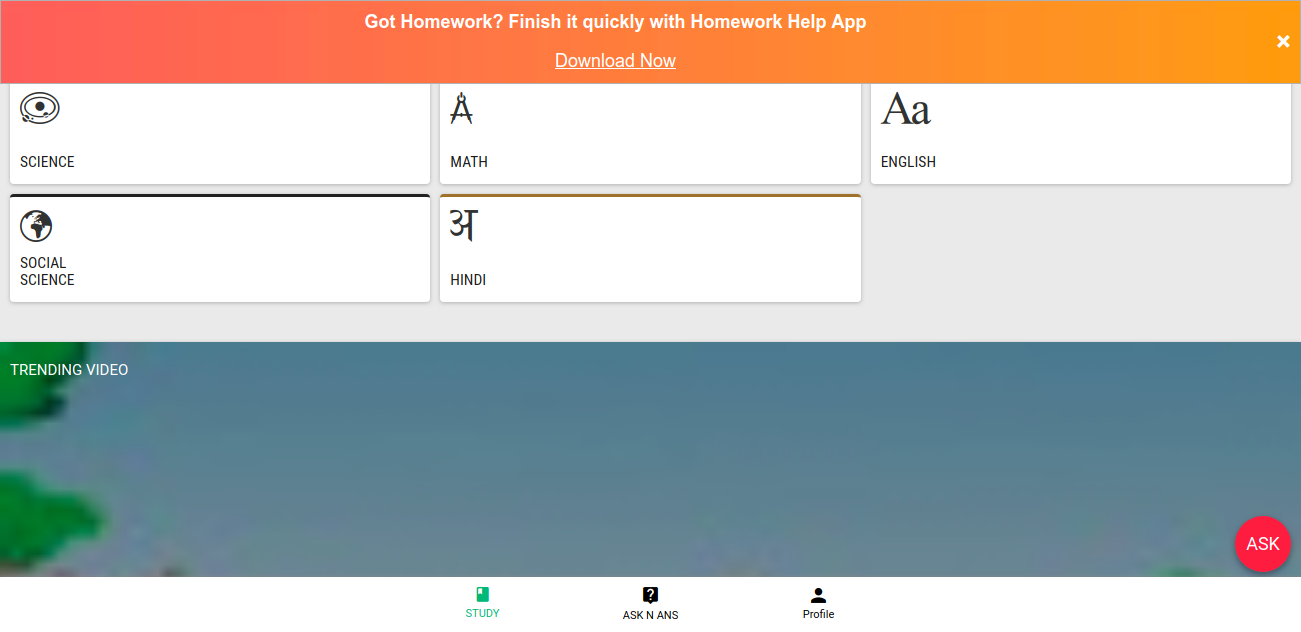 Got Homework? Finish it quickly with Homework Help App
Download Now
×
Aa
SCIENCE
MATH
ENGLISH
अ
SOCIAL
SCIENCE
HINDI
TRENDING VIDEO
ASK
?
STUDY
ASK N ANS
Profile